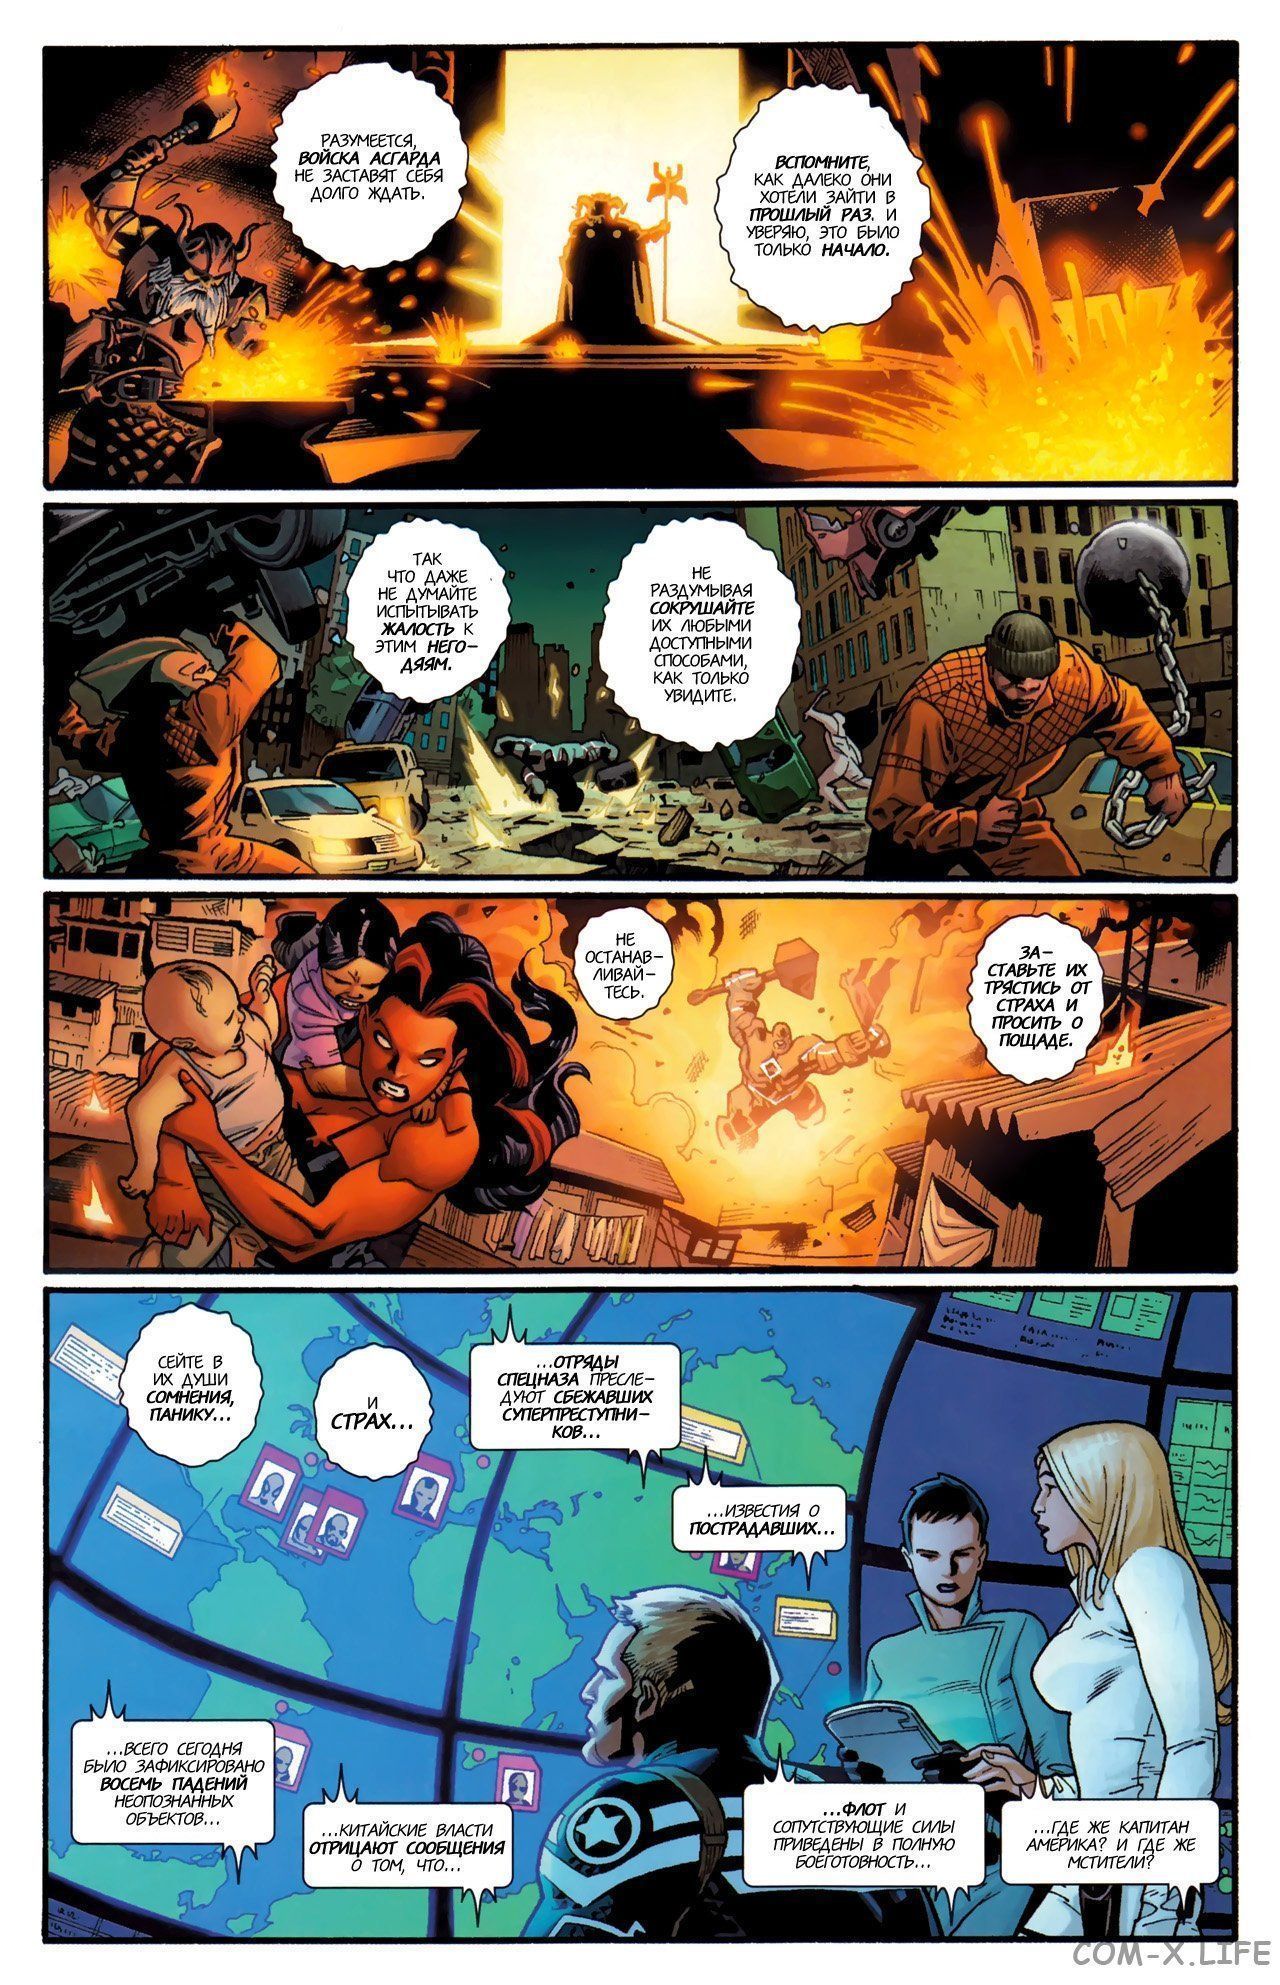 РАЗУМЕЕТСЯ,
ВОЙСКА АСГАРДА
НЕ ЗАСТАВЯТ СЕБЯ
ДОЛГО ЖДАТЬ.
ВСПОМНИТЕ,
КАК ДАЛЕКО ОНИ
ХОТЕЛИ ЗАЙТИ В
ПРОШЛЫЙ РАЗ. И
УВЕРЯЮ, ЭТО БЫЛО
ТОЛЬКО НАЧАЛО.
ТАК
ЧТО ДАЖЕ
НЕ ДУМАЙТЕ
ИСПЫТЫВАТЬ
ЖАЛОСТЬ К
ЭТИМ НЕГО-
ДЯЯМ.
НЕ
РАЗДУМЫВАЯ
СОКРУШАЙТЕ
ИХ ЛЮБЫМИ
ДОСТУПНЫМИ
СПОСОБАМИ,
КАК ТОЛЬКО
УВИДИТЕ.
НЕ
ОСТАНАВ-
ЛИВАЙ-
ТЕСЬ.
ЗА-
СТАВЬТЕ ИХ
ТРЯСТИСЬ ОТ
СТРАХА И
ПРОСИТЬ О
ПОЩАДЕ.
СЕЙТЕ В
ИХ ДУШИ
СОМНЕНИЯ,
ПАНИКУ...
И
СТРАХ...
...ОТРЯДЫ
СПЕЦНАЗА ПРЕСЛЕ-
ДУЮТ СБЕЖАВШИХ
СУПЕРПРЕСТУПНИ-
КОВ...
...ИЗВЕСТИЯ О
ПОСТРАДАВШИХ...
...ВСЕГО СЕГОДНЯ
БЫЛО ЗАФИКСИРОВАНО
ВОСЕМЬ ПАДЕНИЙ
НЕОПОЗНАННЫХ
ОБЪЕКТОВ...
...КИТАЙСКИЕ ВЛАСТИ
ОТРИЦАЮТ СООБЩЕНИЯ
О ТОМ, ЧТО...
...ФЛОТ И
СОПУТСТВУЮЩИЕ СИЛЫ
ПРИВЕДЕНЫ В ПОЛНУЮ
БОЕГОТОВНОСТЬ...
...ГДЕ ЖЕ КАПИТАН
АМЕРИКА? И ГДЕ ЖЕ
МСТИТЕЛИ?
COM-X.LIFE